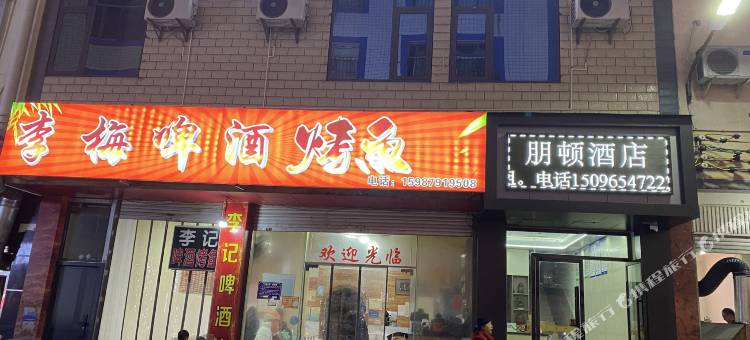 李梅啤酒烤鱼
电话：15987919508
朋顿酒店
电话1509654722
李记
啤酒烤鱼
李记啤酒
欢迎光临
携程旅行